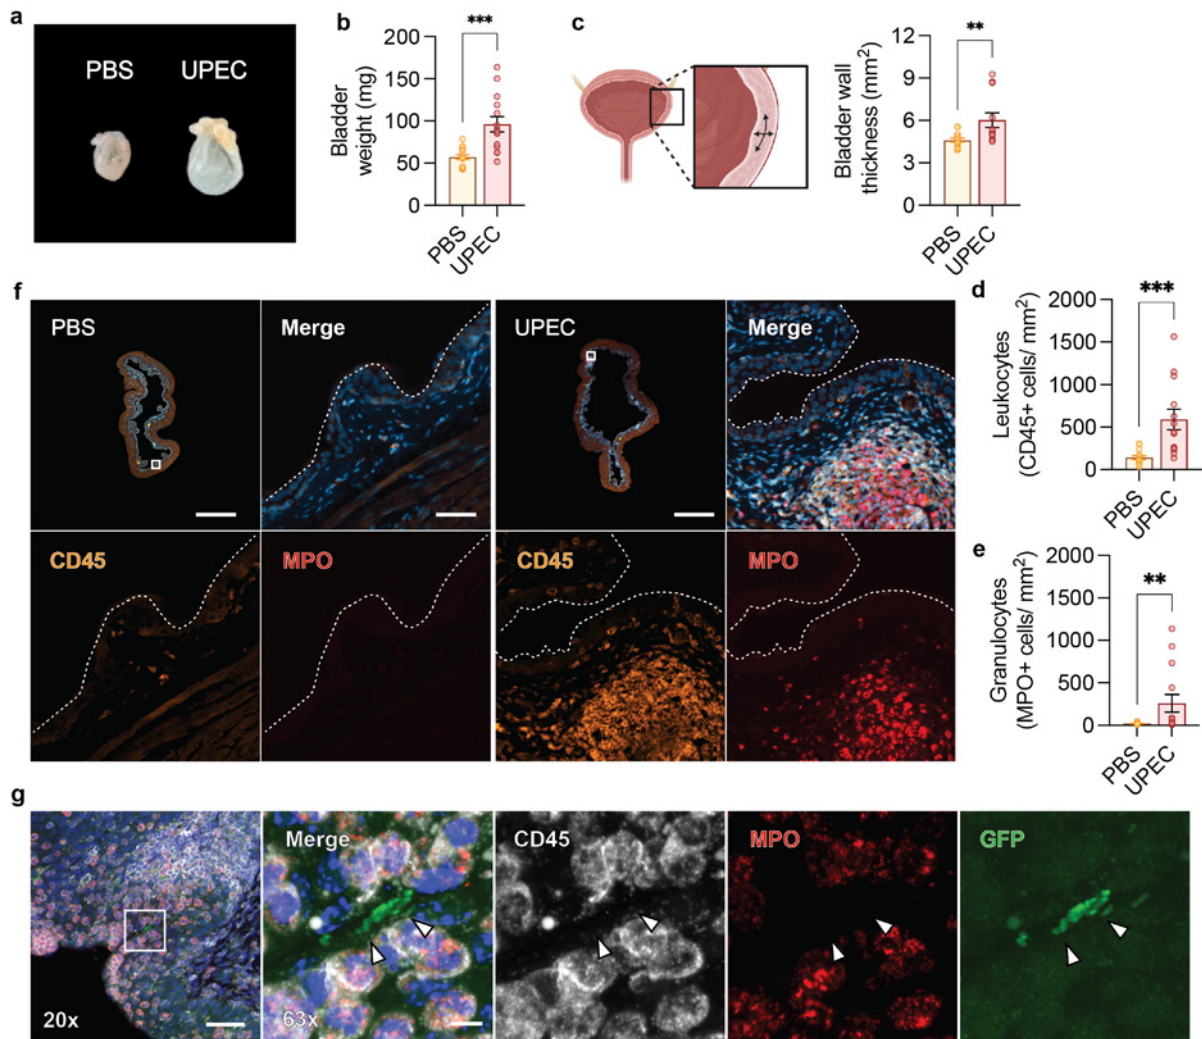 a
PBS
UPEC
b
***
Bladder
weight (mg)
200
150
100
50
0
PBS
UPEC
c
**
Bladder wall
thickness (mm²)
12
9
6
3
0
PBS
UPEC
f
PBS
Merge
UPEC
Merge
CD45
MPO
CD45
MPO
d
***
Leukocytes
(CD45+ cells/ mm²)
2000
1500
1000
500
0
PBS
UPEC
e
**
Granulocytes
(MPO+ cells/ mm²)
2000
1500
1000
500
0
PBS
UPEC
g
20x
Merge
63x
CD45
MPO
GFP